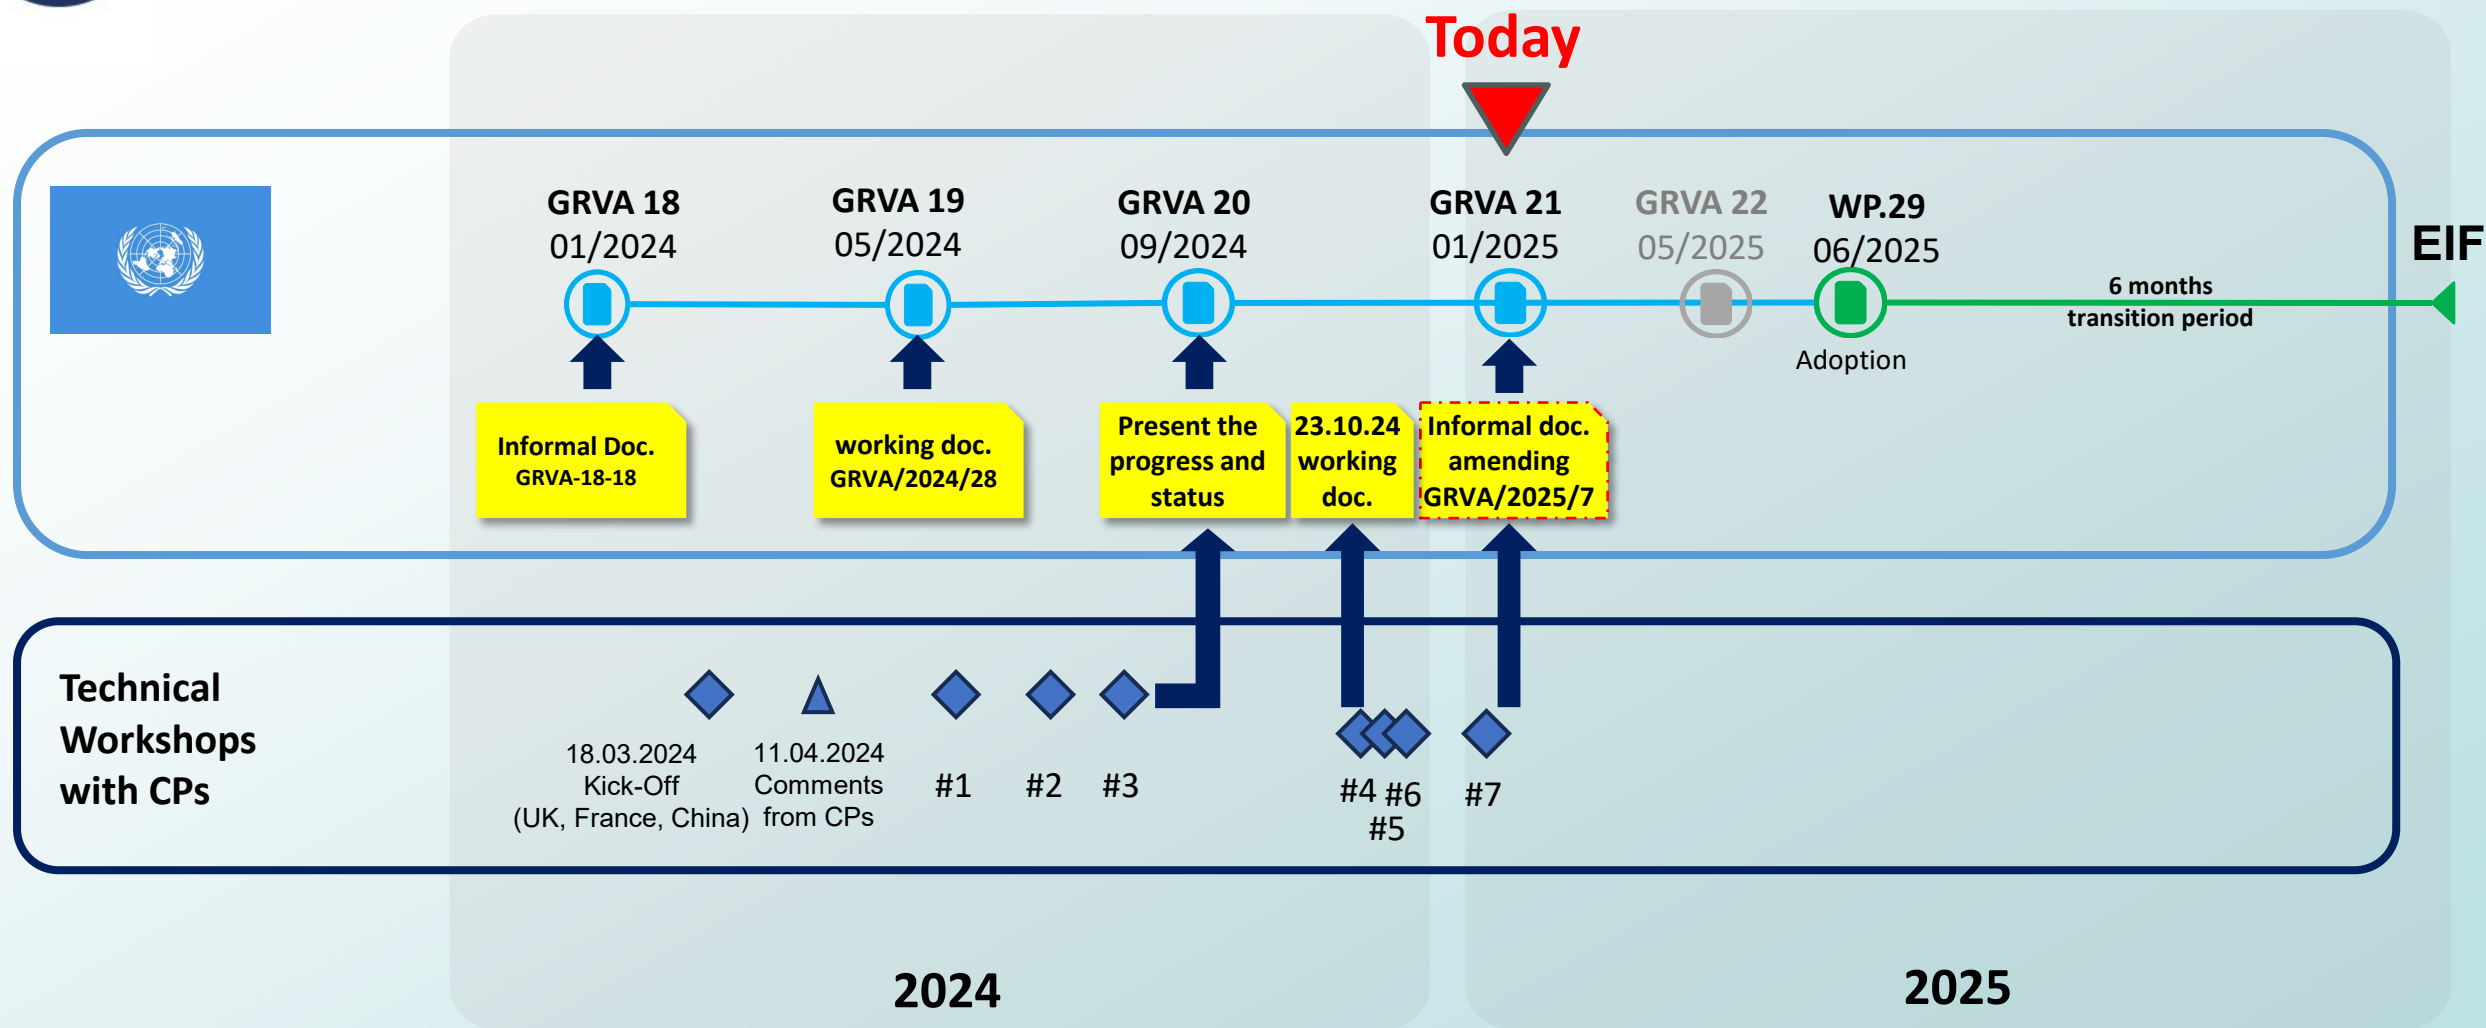 Today
GRVA 18
01/2024
GRVA 19
05/2024
GRVA 20
09/2024
GRVA 21
01/2025
GRVA 22
05/2025
WP.29
06/2025
EIF
6 months
transition period
Adoption
Informal Doc.
GRVA-18-18
working doc.
GRVA/2024/28
Present the
progress and
status
23.10.24
working
doc.
Informal doc.
amending
GRVA/2025/7
Technical
Workshops
with CPs
18.03.2024
Kick-Off
(UK, France, China)
11.04.2024
Comments
from CPs
#1
#2
#3
#4
#5
#6
#7
2024
2025